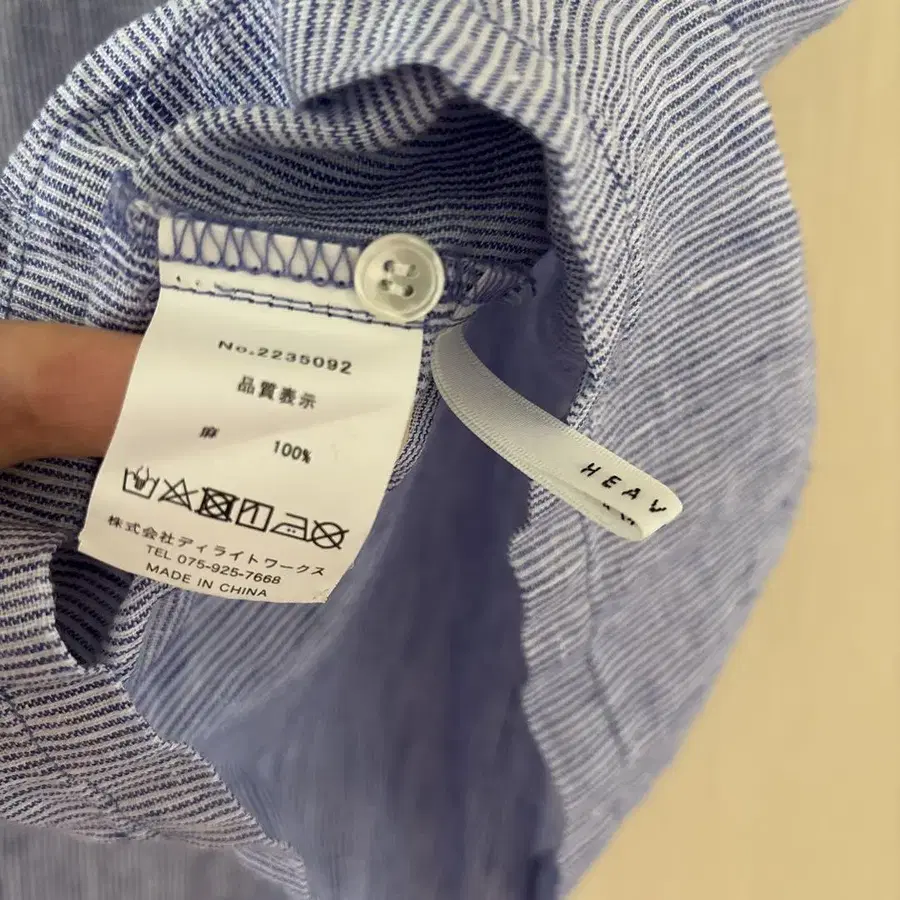 No.2235092
品質表示
麻 100%
株式会社ディライトワークス
TEL 075-925-7668
MADE IN CHINA
HEAV